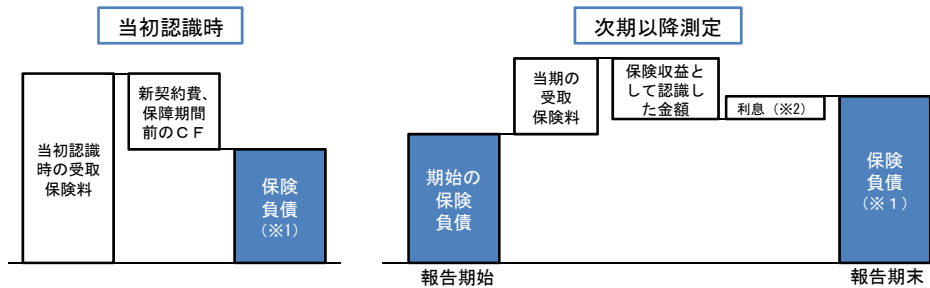 当初認識時
当初認識
時の受取
保険料
新契約費、
保障期間
前のCF
保険
負債
(※1)
次期以降測定
期始の
保険
負債
当期の
受取
保険料
保険収益と
して認識し
た金額
利息（※2）
保険
負債
(※１)
報告期始
報告期末